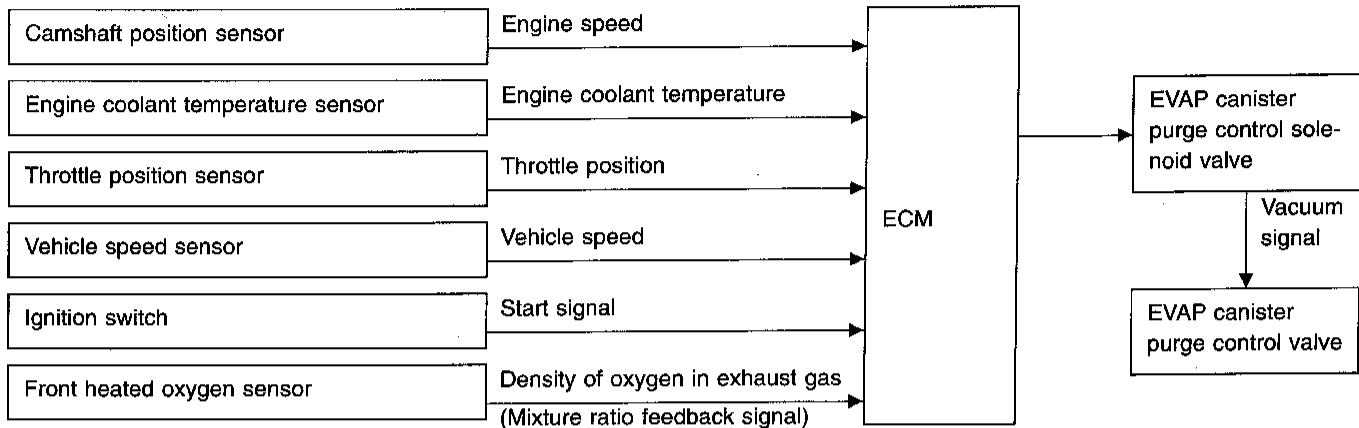 Camshaft position sensor
Engine speed
Engine coolant temperature sensor
Engine coolant temperature
Throttle position sensor
Throttle position
Vehicle speed sensor
Vehicle speed
Ignition switch
Start signal
Front heated oxygen sensor
Density of oxygen in exhaust gas
(Mixture ratio feedback signal)
ECM
EVAP canister
purge control sole-
noid valve
Vacuum
signal
EVAP canister
purge control valve